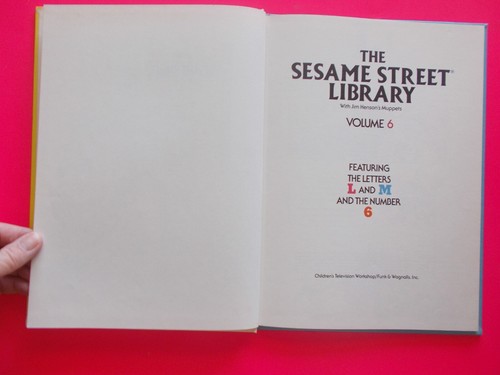 THE
SESAME STREET®
LIBRARY
With Jim Henson's Muppets
VOLUME 6
FEATURING
THE LETTERS
L AND M
AND THE NUMBER
6
Children's Television Workshop/Funk & Wagnalls Inc.